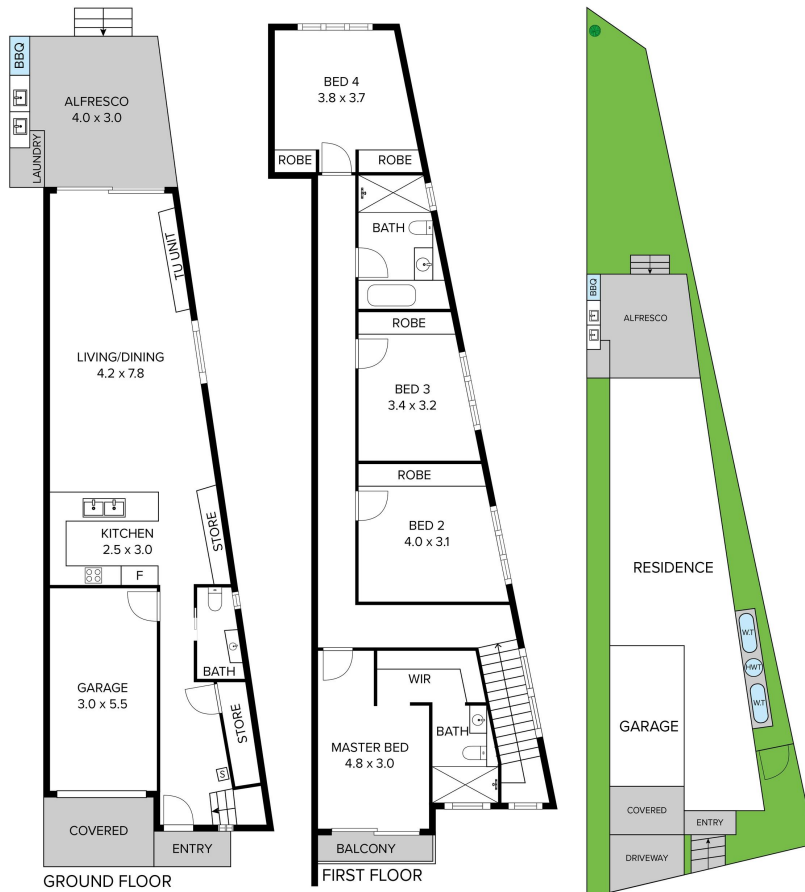 BBQ
ALFRESCO
4.0 x 3.0
LAUNDRY
TU UNIT
LIVING/DINING
4.2 x 7.8
KITCHEN
2.5 x 3.0
F
STORE
BATH
GARAGE
3.0 x 5.5
STORE
S
COVERED
ENTRY
GROUND FLOOR
BED 4
3.8 x 3.7
ROBE
ROBE
BATH
ROBE
BED 3
3.4 x 3.2
ROBE
BED 2
4.0 x 3.1
WIR
BATH
MASTER BED
4.8 x 3.0
BALCONY
FIRST FLOOR
BBQ
ALFRESCO
RESIDENCE
W.T
HWT
W.T
GARAGE
COVERED
ENTRY
DRIVEWAY